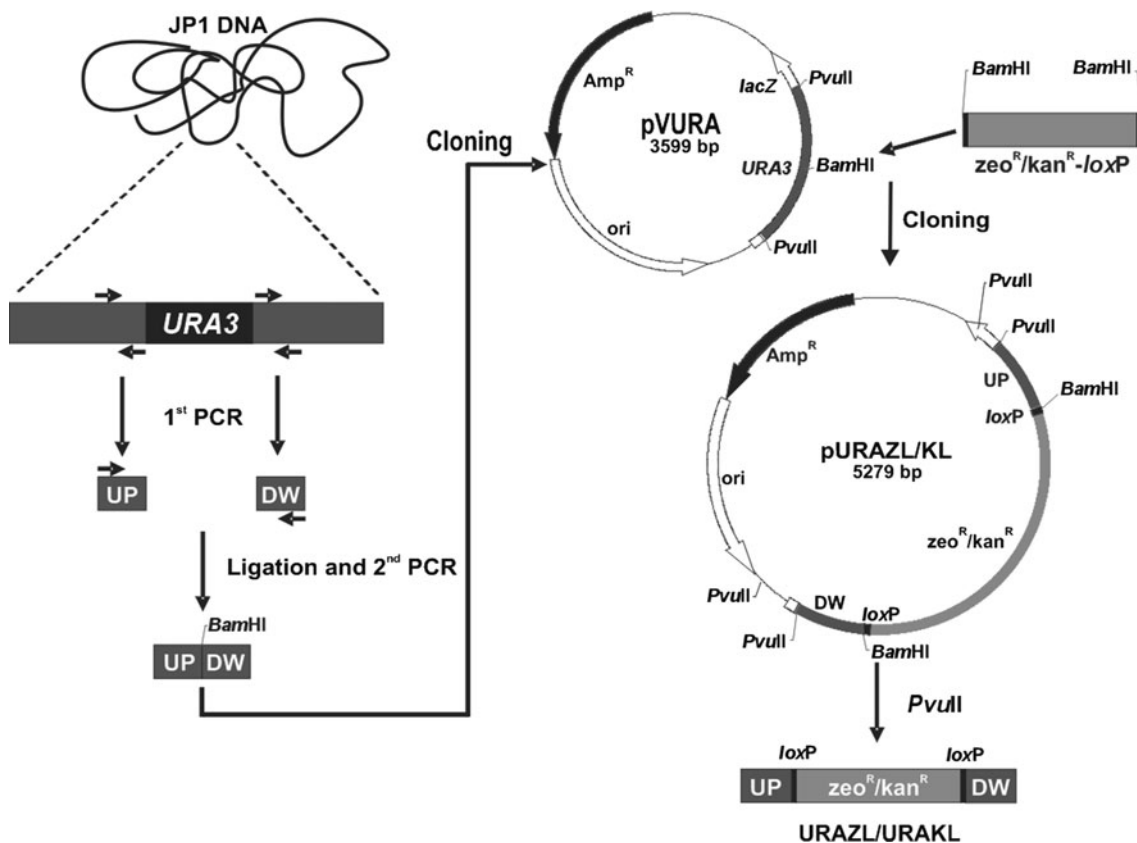 JP1 DNA
URA3
1st PCR
UP
DW
Ligation and 2nd PCR
BamHI
UP DW
Cloning
AmpR
lacZ
PvuII
pVURA
3599 bp
URA3
BamHI
ori
PvuII
BamHI
BamHI
zeoR/kanR-loxP
Cloning
PvuII
PvuII
AmpR
UP
BamHI
loxP
pURAZL/KL
5279 bp
ori
zeoR/kanR
PvuII
DW
loxP
PvuII
BamHI
PvuII
loxP
loxP
UP
zeoR/kanR
DW
URAZL/URAKL